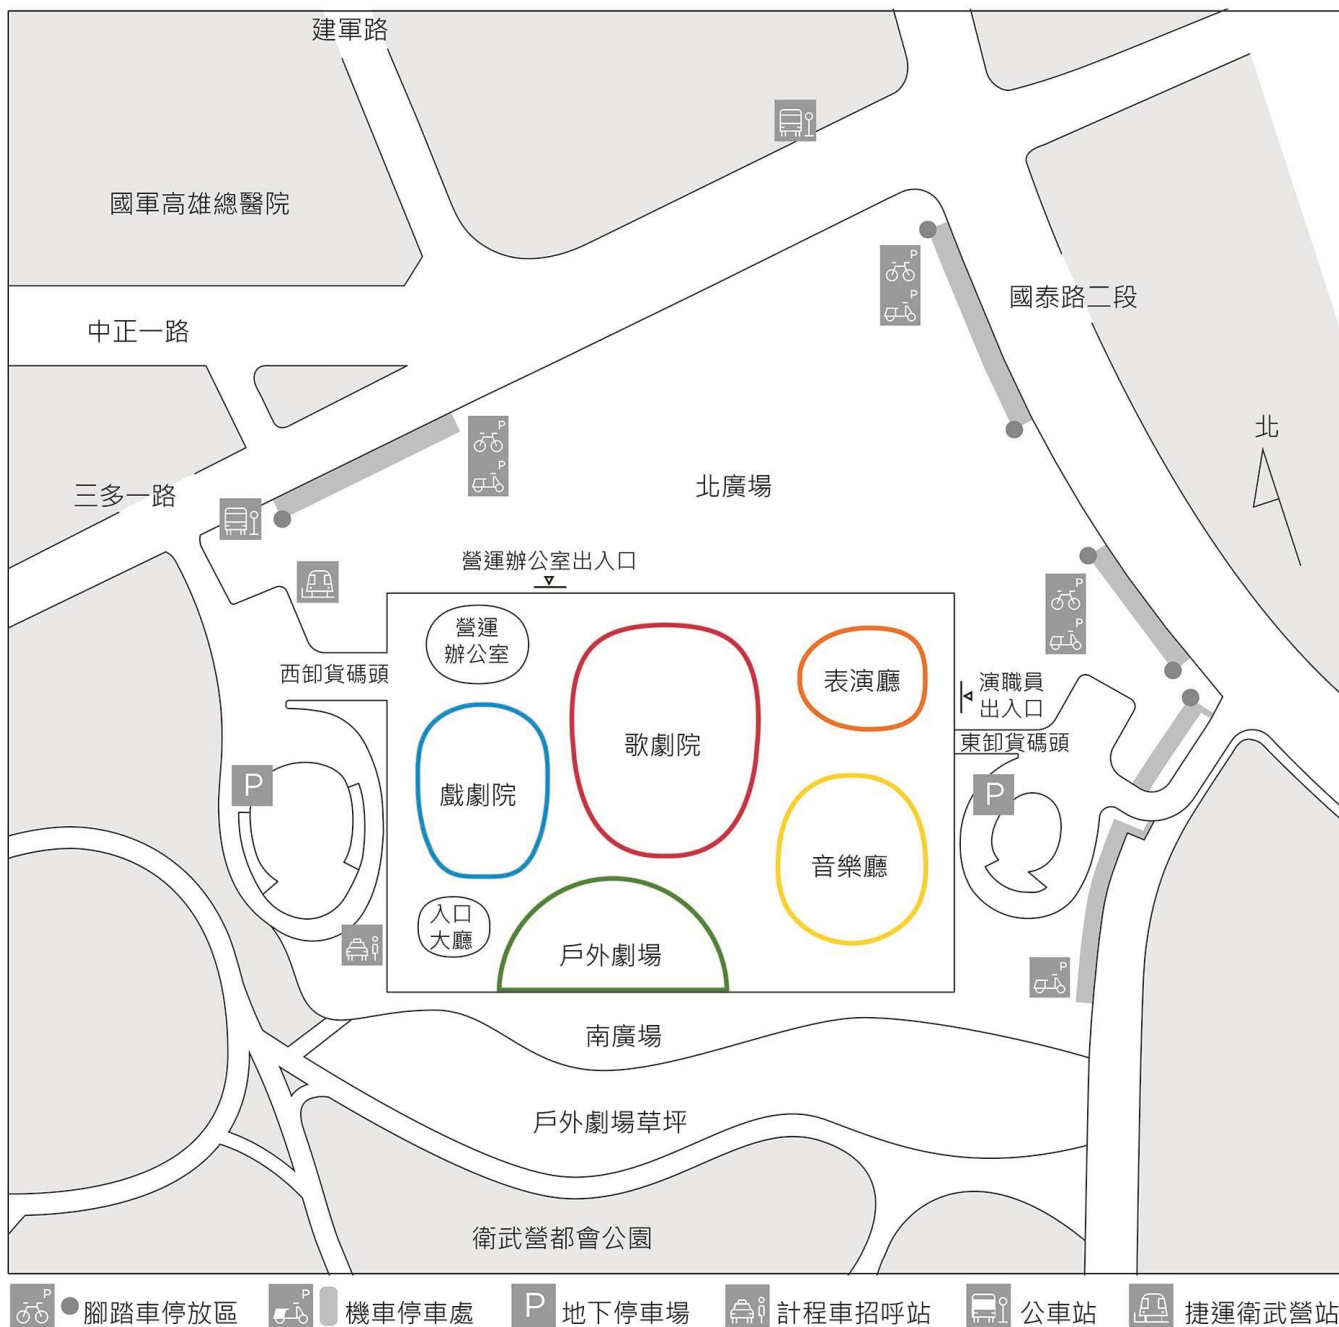 建軍路
國軍高雄總醫院
P
P
國泰路二段
中正一路
北
P
P
三多一路
北廣場
營運辦公室出入口
P
P
營運
辦公室
西卸貨碼頭
表演廳
演職員
出入口
歌劇院
東卸貨碼頭
P
戲劇院
P
音樂廳
入口
大廳
戶外劇場
P
南廣場
戶外劇場草坪
衛武營都會公園
P
腳踏車停放區
P
機車停車處
P
地下停車場
計程車招呼站
公車站
捷運衛武營站